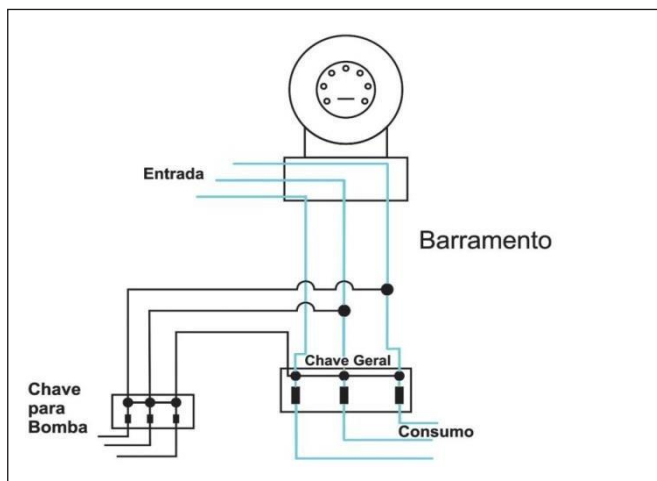 Entrada
Barramento
Chave Geral
Chave
para
Bomba
Consumo